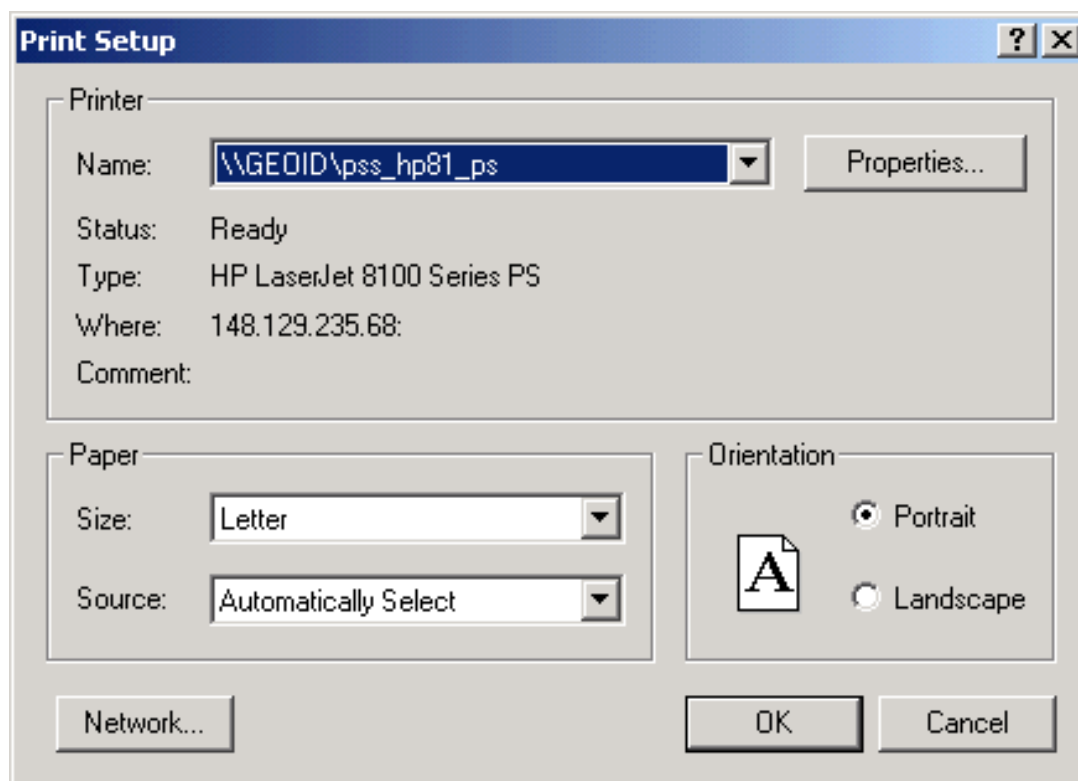 Print Setup
Printer
Name: \\GEOID\pss_hp81_ps Properties...
Status: Ready
Type: HP LaserJet 8100 Series PS
Where: 148.129.235.68:
Comment:
Paper
Size: Letter
Source: Automatically Select
Orientation
A
Portrait
Landscape
Network... OK Cancel